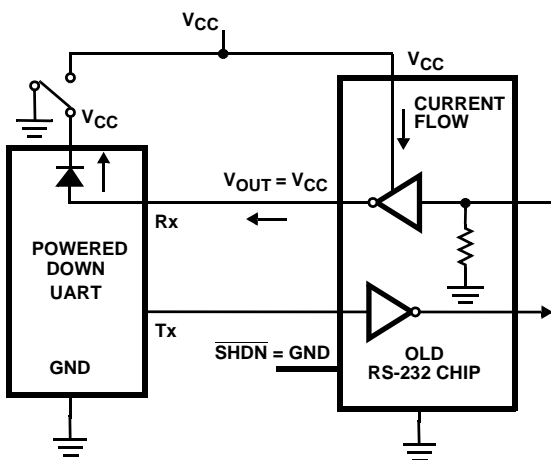 VCC
VCC
VCC
CURRENT
FLOW
VOUT = VCC
Rx
POWERED
DOWN
UART
Tx
SHDN = GND
GND
OLD
RS-232 CHIP